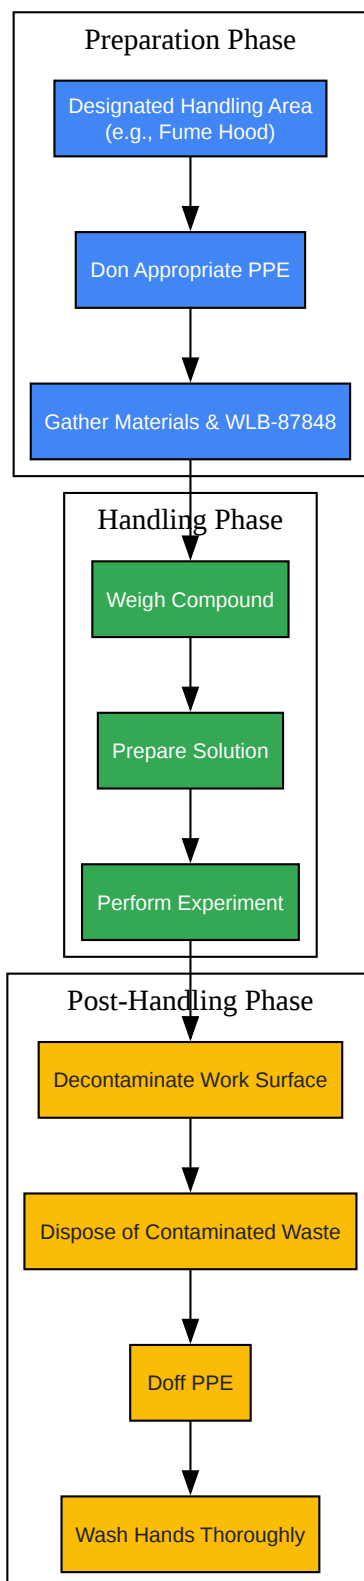 Preparation Phase
Designated Handling Area
(e.g., Fume Hood)
Don Appropriate PPE
Gather Materials & WLB-87848
Handling Phase
Weigh Compound
Prepare Solution
Perform Experiment
Post-Handling Phase
Decontaminate Work Surface
Dispose of Contaminated Waste
Doff PPE
Wash Hands Thoroughly